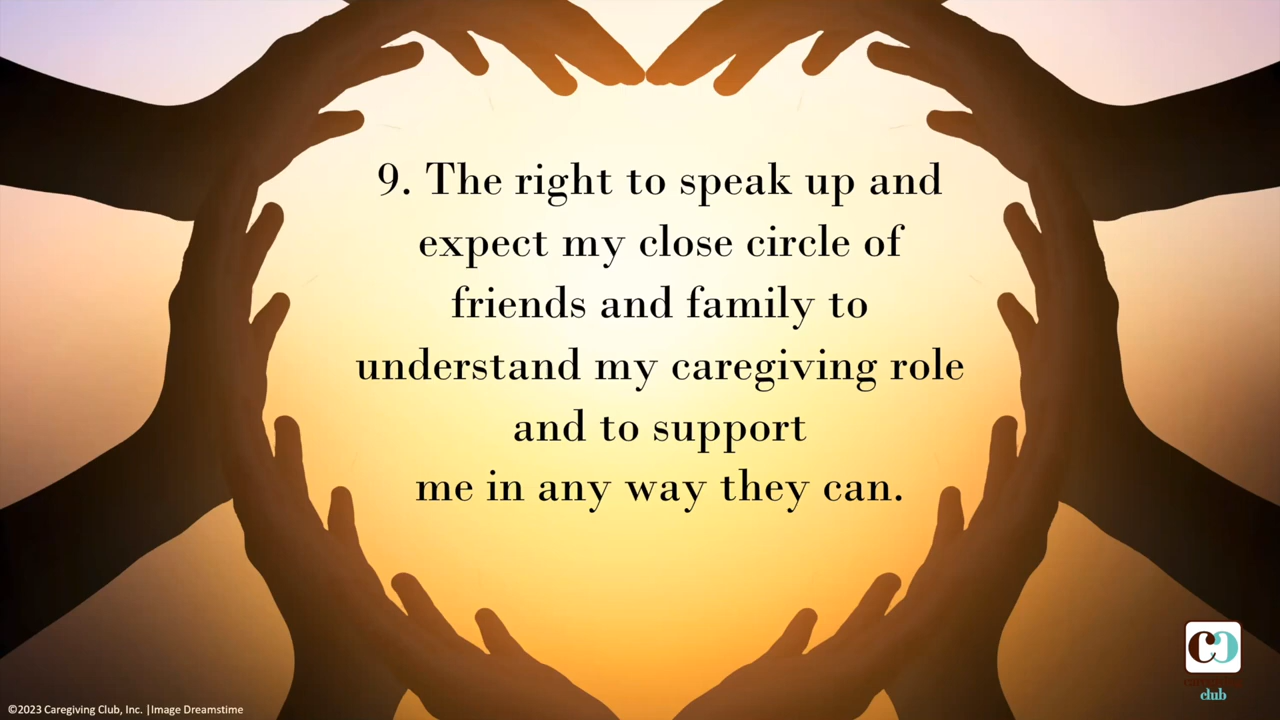 9. The right to speak up and
expect my close circle of
friends and family to
understand my caregiving role
and to support
me in any way they can.
caregiving
club
©2023 Caregiving Club, Inc. |Image Dreamstime